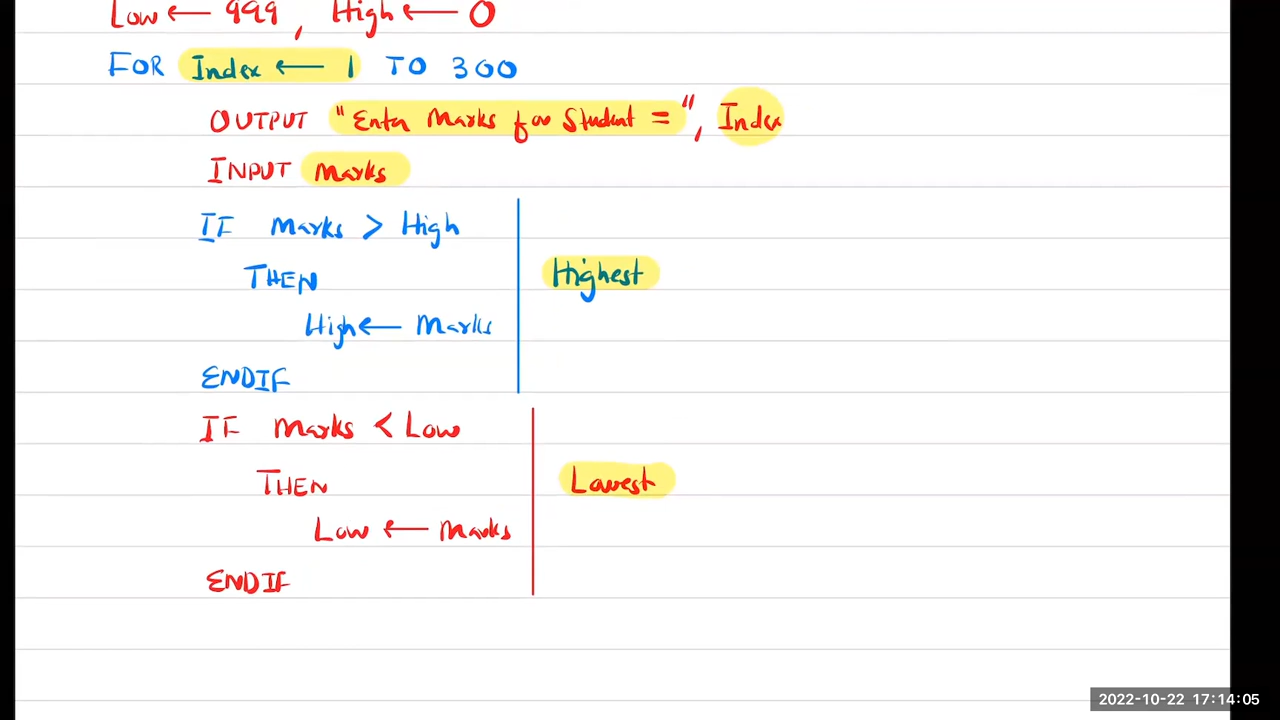 Low ← 999, High ← 0
FOR Index ← 1 TO 300
OUTPUT "Enter Marks for Student = ", Index
INPUT Marks
IF Marks > High
THEN
High ← Marks
ENDIF
Highest
IF Marks < Low
THEN
Low ← Marks
ENDIF
Lowest
2022-10-22 17:14:05